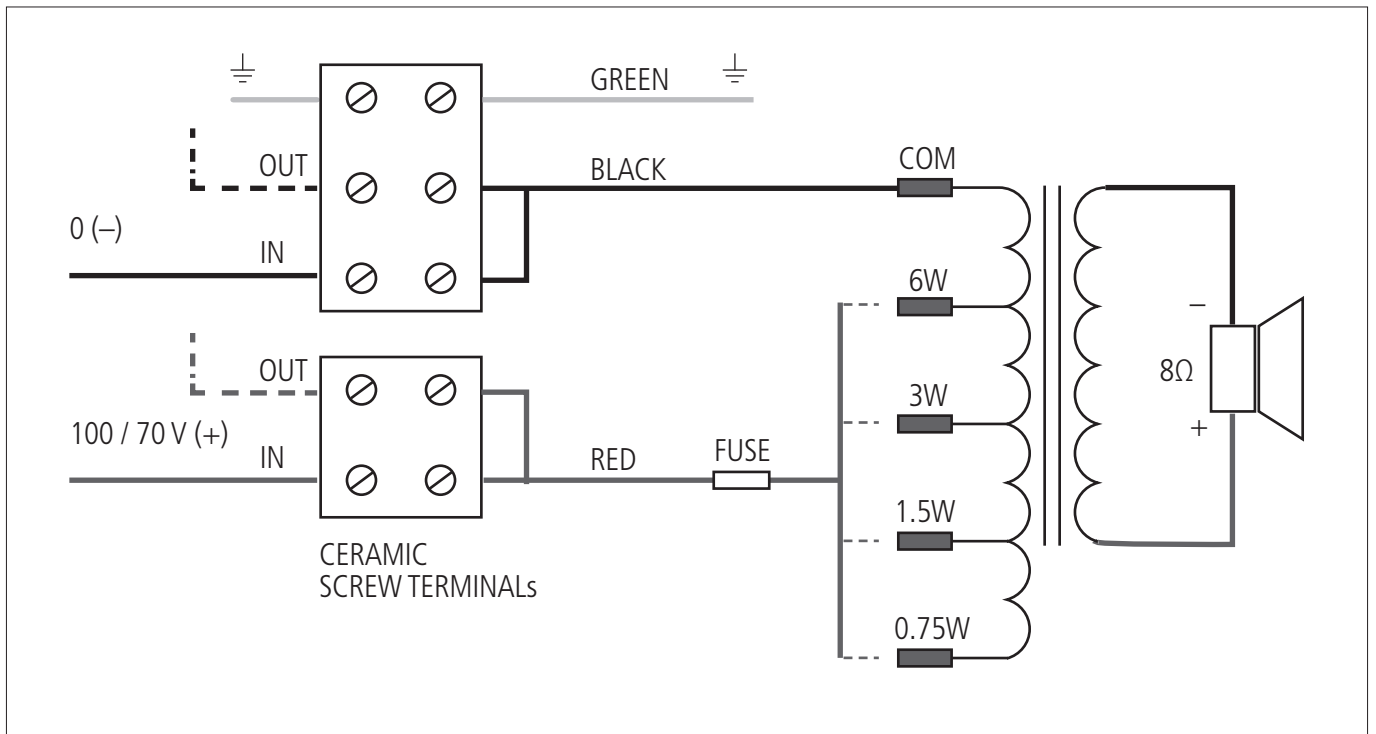 GREEN
OUT
BLACK
COM
0 (–)
IN
6W
–
OUT
8Ω
3W
100 / 70 V (+)
+
IN
RED
FUSE
1.5W
CERAMIC
SCREW TERMINALs
0.75W